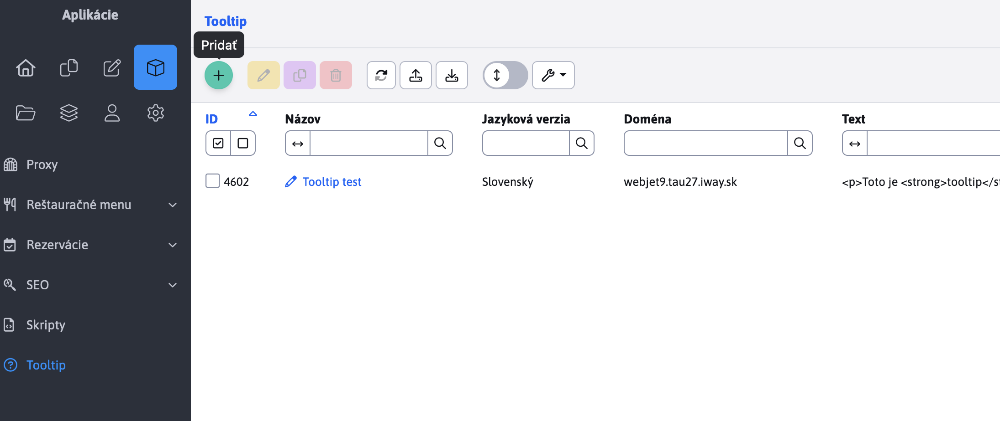 Aplikácie
Tooltip
Pridať
ID
Názov
Jazyková verzia
Doména
Text
4602
Tooltip test
Slovenský
webjet9.tau27.iway.sk
<p>Toto je <strong>tooltip</st
Proxy
Reštauračné menu
Rezervácie
SEO
Skripty
Tooltip